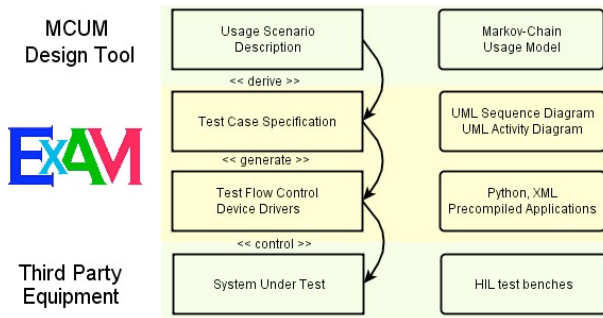 MCUM
Design Tool
Usage Scenario
Description
Markov-Chain
Usage Model
<< derive >>
EXAM
Test Case Specification
UML Sequence Diagram
UML Activity Diagram
<< generate >>
Test Flow Control
Device Drivers
Python, XML
Precompiled Applications
<< control >>
Third Party
Equipment
System Under Test
HIL test benches